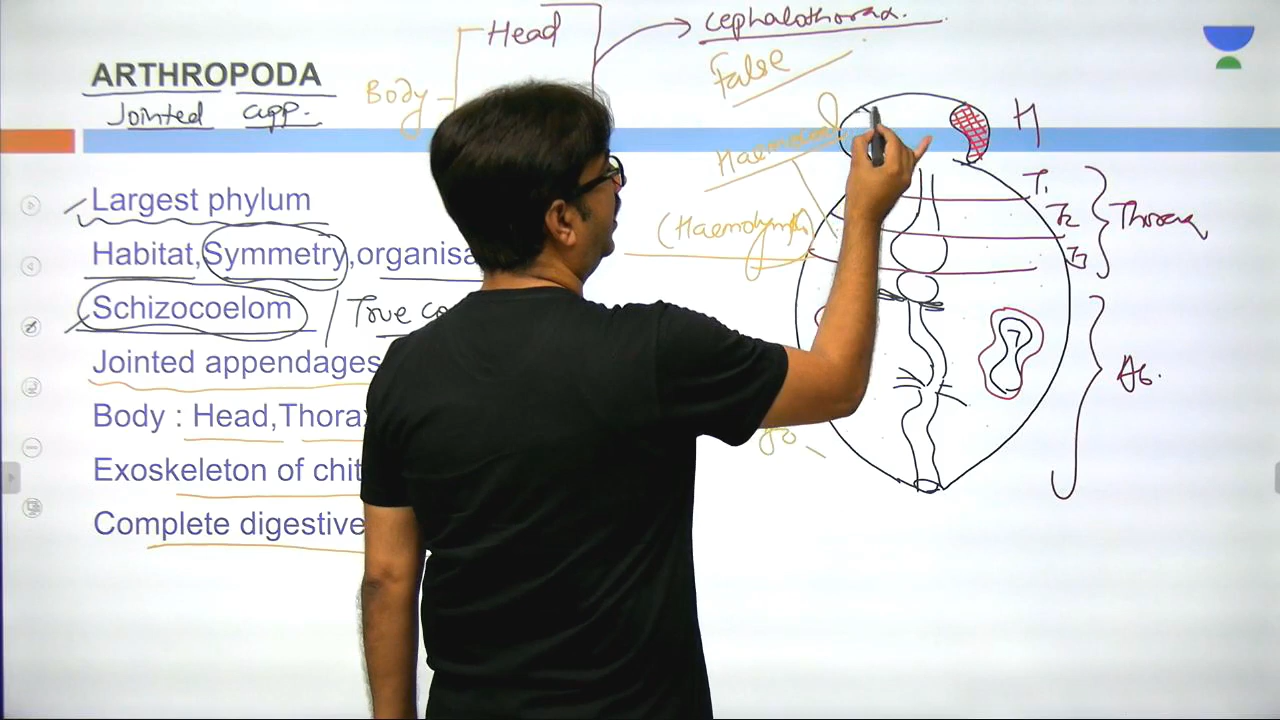 Head
cephalothorax.
False
ARTHROPODA
Body
Jointed app.
H
Haemocoel
Largest phylum
T1
T2
Thorax
(Haemolymph)
Habitat,Symmetry,organisa
T3
Schizocoelom
True co
Jointed appendages
Ab.
Body : Head,Thora
Exoskeleton of chit
Complete digestive